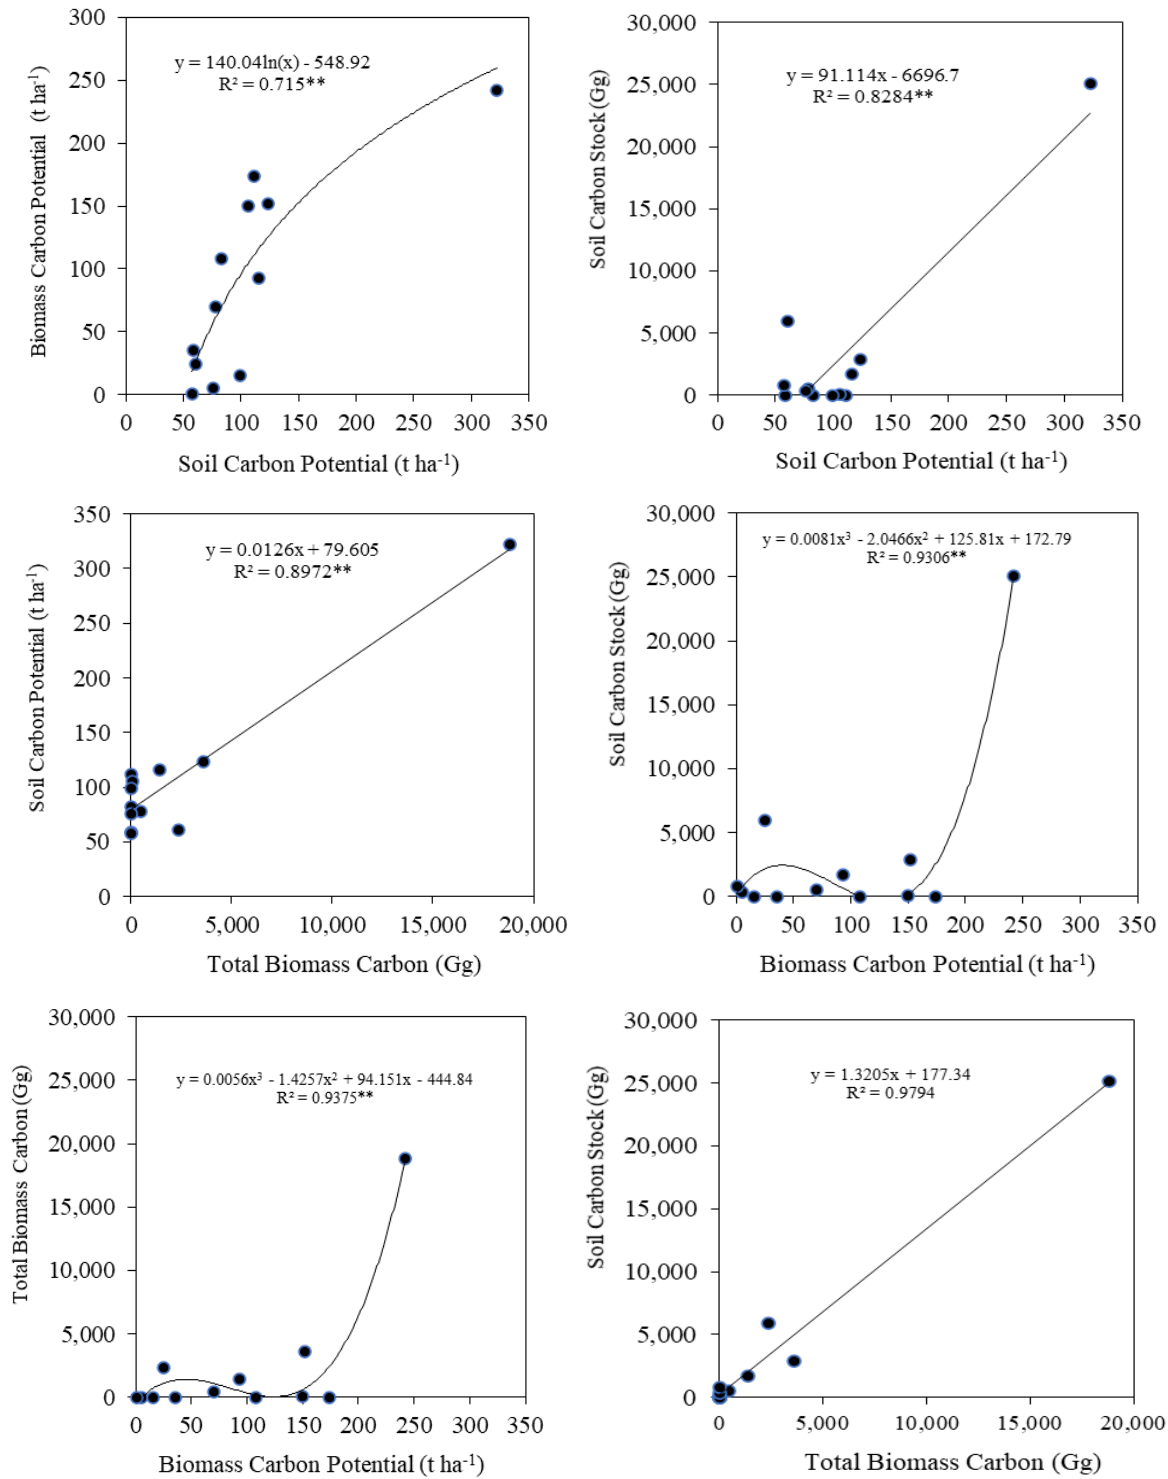 300
250
200
150
100
50
0
Biomass Carbon Potential (t ha-1)
y = 140.04ln(x) - 548.92
R² = 0.715**
0 50 100 150 200 250 300 350
Soil Carbon Potential (t ha-1)
30,000
25,000
20,000
15,000
10,000
5,000
0
Soil Carbon Stock (Gg)
y = 91.114x - 6696.7
R² = 0.8284**
0 50 100 150 200 250 300 350
Soil Carbon Potential (t ha-1)
350
300
250
200
150
100
50
0
Soil Carbon Potential (t ha-1)
y = 0.0126x + 79.605
R² = 0.8972**
0 5,000 10,000 15,000 20,000
Total Biomass Carbon (Gg)
30,000
25,000
20,000
15,000
10,000
5,000
0
Soil Carbon Stock (Gg)
y = 0.0081x³ - 2.0466x² + 125.81x + 172.79
R² = 0.9306**
0 50 100 150 200 250 300 350
Biomass Carbon Potential (t ha-1)
30,000
25,000
20,000
15,000
10,000
5,000
0
Total Biomass Carbon (Gg)
y = 0.0056x³ - 1.4257x² + 94.151x - 444.84
R² = 0.9375**
0 50 100 150 200 250 300 350
Biomass Carbon Potential (t ha-1)
30,000
25,000
20,000
15,000
10,000
5,000
0
Soil Carbon Stock (Gg)
y = 1.3205x + 177.34
R² = 0.9794
0 5,000 10,000 15,000 20,000
Total Biomass Carbon (Gg)